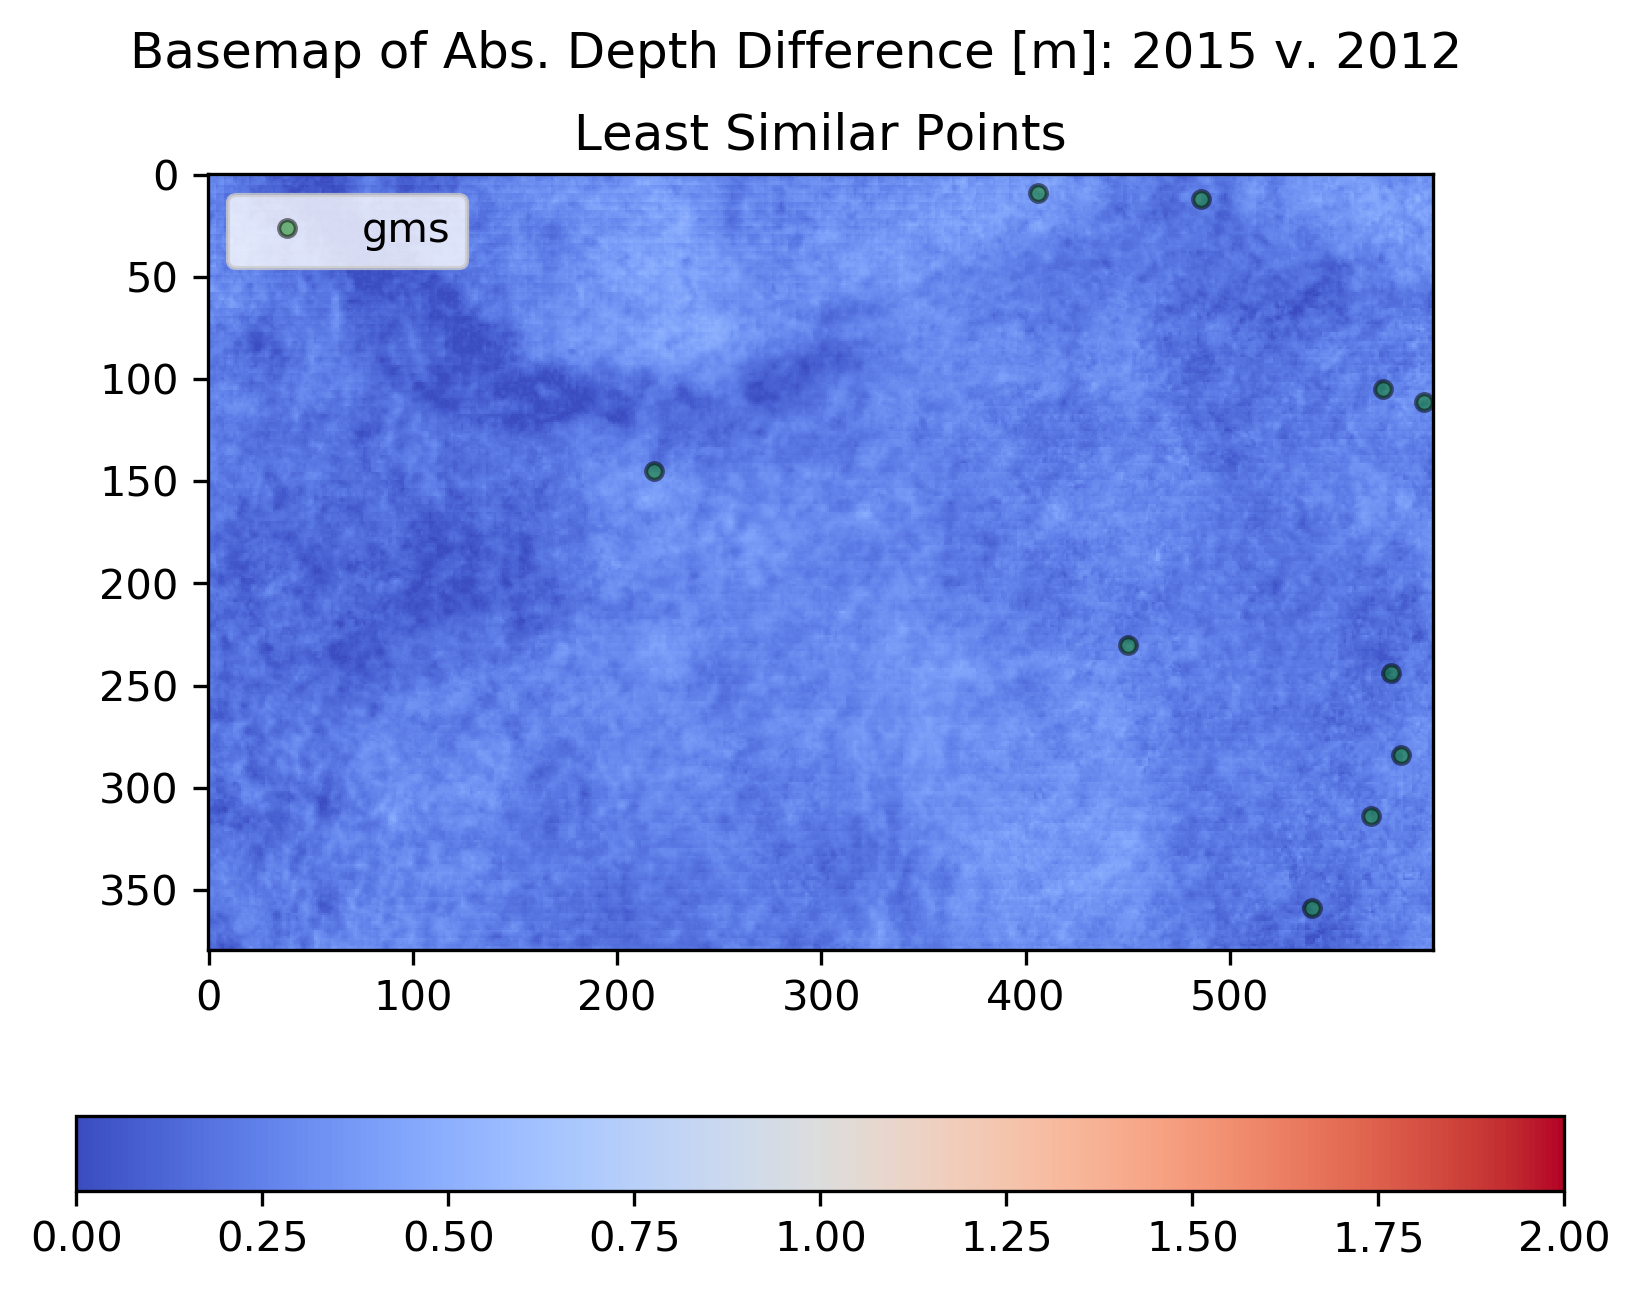 Basemap of Abs. Depth Difference [m]: 2015 v. 2012
Least Similar Points
gms
0
50
100
150
200
250
300
350
0 100 200 300 400 500
0.00 0.25 0.50 0.75 1.00 1.25 1.50 1.75 2.00